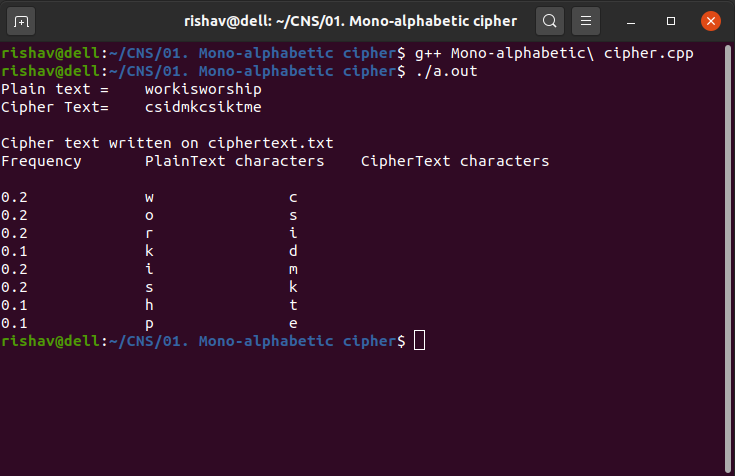 rishav@dell: ~/CNS/01. Mono-alphabetic cipher
rishav@dell:~/CNS/01. Mono-alphabetic cipher$ g++ Mono-alphabetic\ cipher.cpp
rishav@dell:~/CNS/01. Mono-alphabetic cipher$ ./a.out
Plain text =    workisworship
Cipher Text=    csidmkcsiktme
Cipher text written on ciphertext.txt
Frequency       PlainText characters    CipherText characters
0.2             w               c
0.2             o               s
0.2             r               i
0.1             k               d
0.2             i               m
0.2             s               k
0.1             h               t
0.1             p               e
rishav@dell:~/CNS/01. Mono-alphabetic cipher$